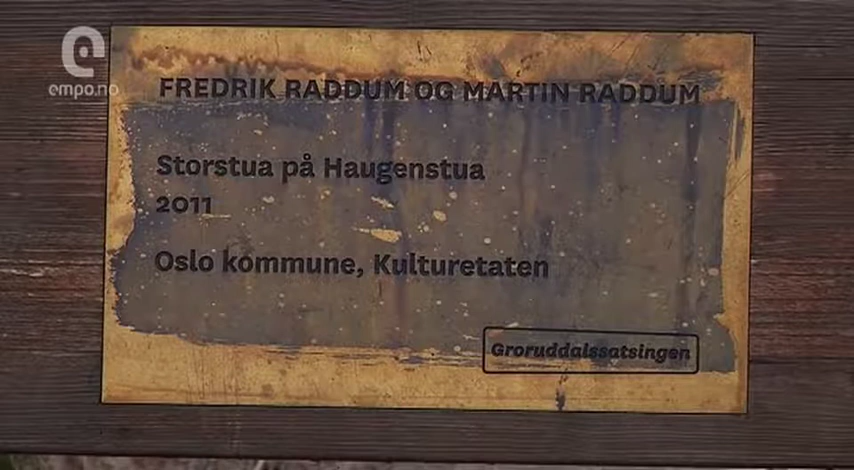 empo.no
FREDRIK RADDUM OG MARTIN RADDUM
Storstua på Haugenstua
2011
Oslo kommune, Kulturetaten
Groruddalssatsingen